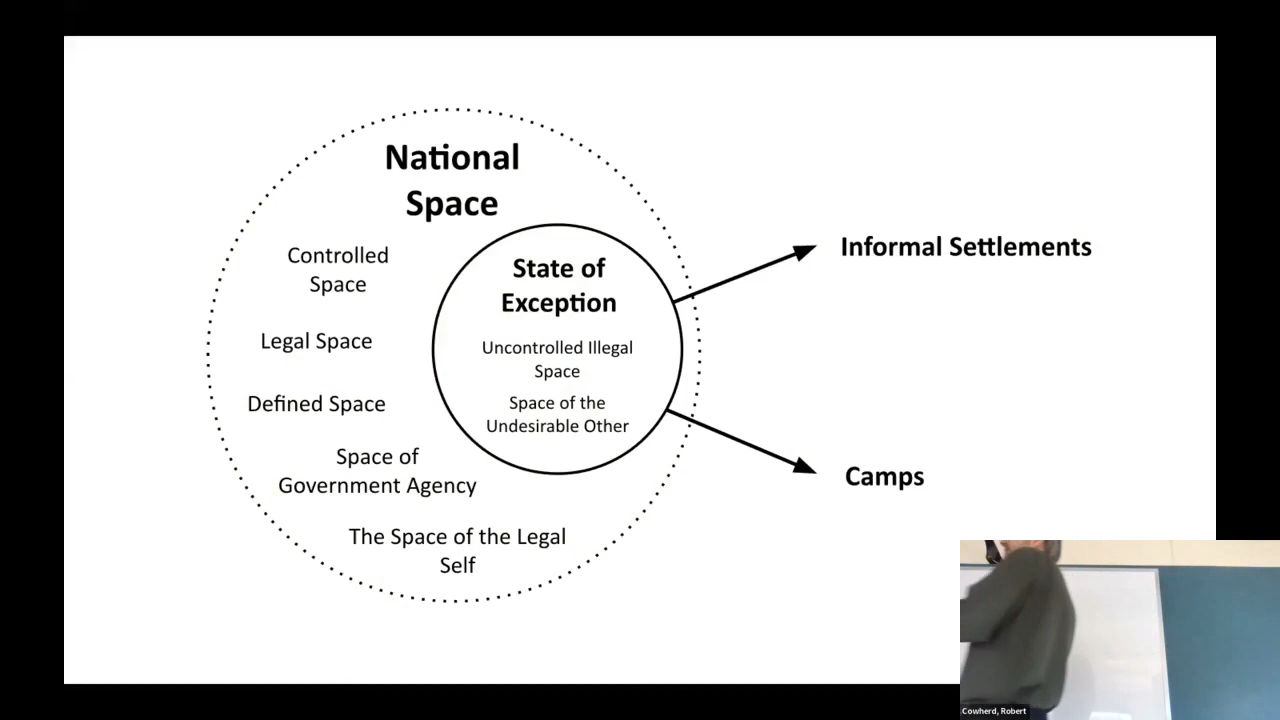 National
Space
Controlled
Space
Legal Space
Defined Space
Space of
Government Agency
The Space of the Legal
Self
State of
Exception
Uncontrolled Illegal
Space
Space of the
Undesirable Other
Informal Settlements
Camps
Cowherd, Robert